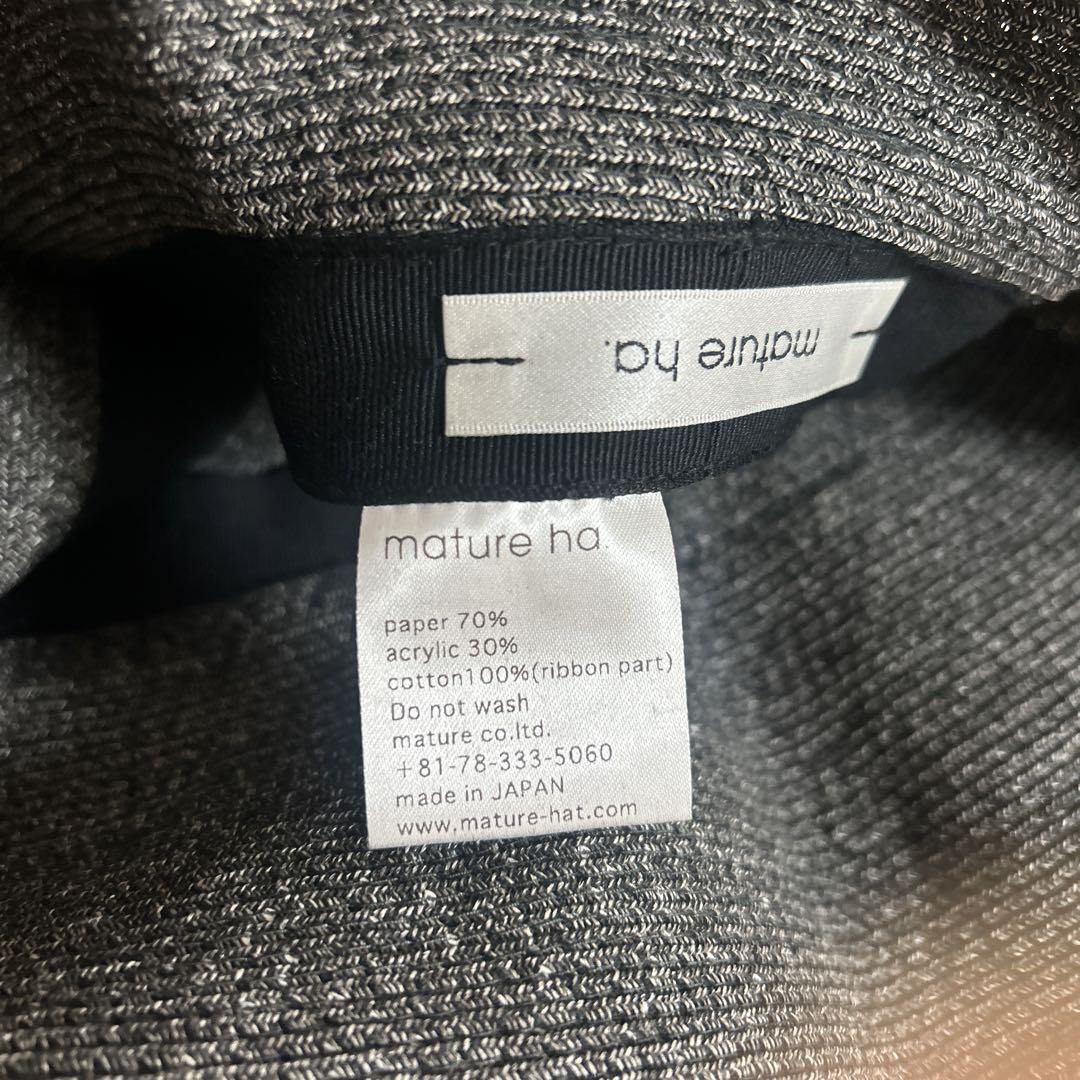 mature ha.
mature ha.
paper 70%
acrylic 30%
cotton100%(ribbon part)
Do not wash
mature co.ltd.
+81-78-333-5060
made in JAPAN
www.mature-hat.com